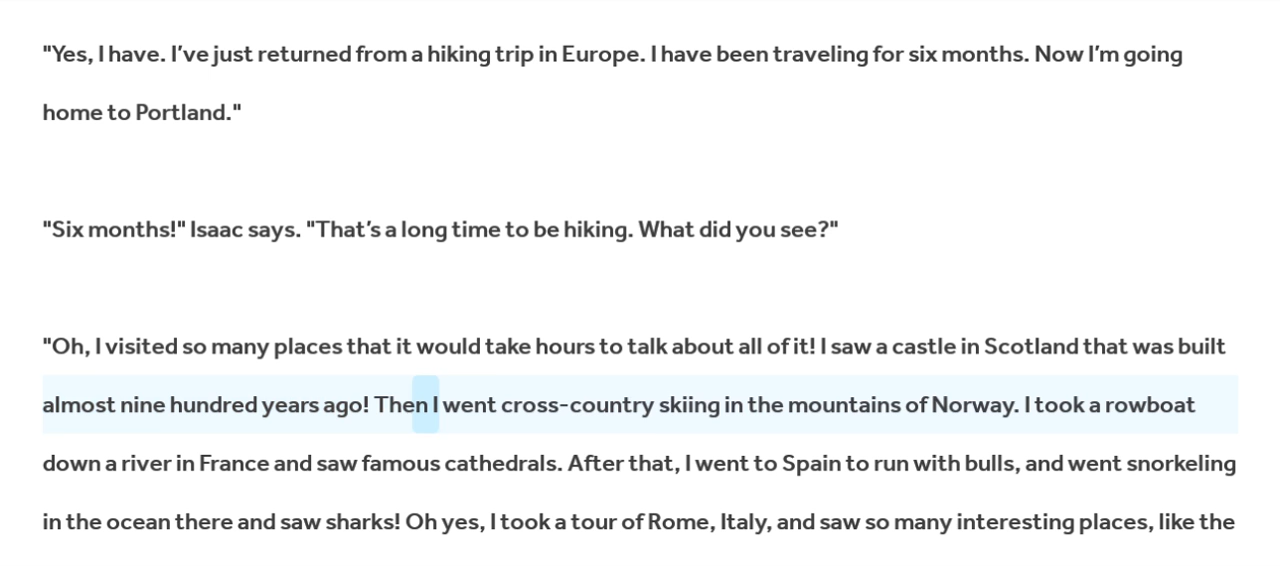 "Yes, I have. I’ve just returned from a hiking trip in Europe. I have been traveling for six months. Now I’m going
home to Portland."
"Six months!" Isaac says. "That’s a long time to be hiking. What did you see?"
"Oh, I visited so many places that it would take hours to talk about all of it! I saw a castle in Scotland that was built
almost nine hundred years ago! Then I went cross-country skiing in the mountains of Norway. I took a rowboat
down a river in France and saw famous cathedrals. After that, I went to Spain to run with bulls, and went snorkeling
in the ocean there and saw sharks! Oh yes, I took a tour of Rome, Italy, and saw so many interesting places, like the